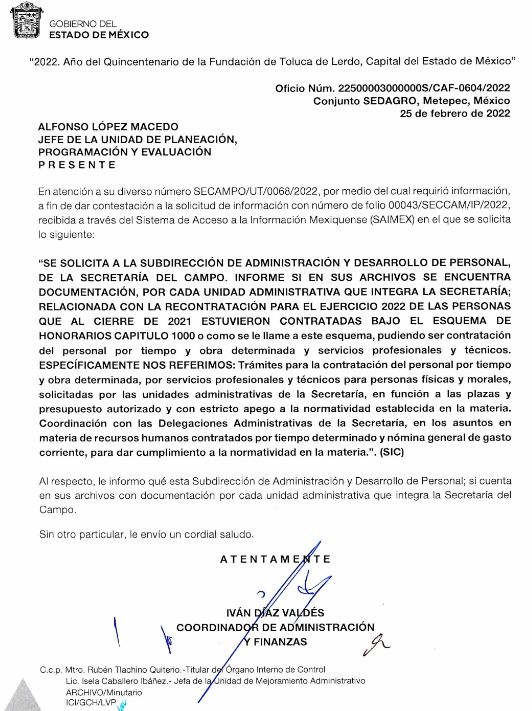 GOBIERNO DEL
ESTADO DE MÉXICO
"2022. Año del Quincentenario de la Fundación de Toluca de Lerdo, Capital del Estado de México"
Oficio Núm. 22500003000000S/CAF-0604/2022
Conjunto SEDAGRO, Metepec, México
25 de febrero de 2022
ALFONSO LÓPEZ MACEDO
JEFE DE LA UNIDAD DE PLANEACIÓN,
PROGRAMACIÓN Y EVALUACIÓN
P R E S E N T E
En atención a su diverso número SECAMPO/UT/0068/2022, por medio del cual requirió información,
a fin de dar contestación a la solicitud de información con número de folio 00043/SECCAM/IP/2022,
recibida a través del Sistema de Acceso a la Información Mexiquense (SAIMEX) en el que se solicita
lo siguiente:
"SE SOLICITA A LA SUBDIRECCIÓN DE ADMINISTRACIÓN Y DESARROLLO DE PERSONAL,
DE LA SECRETARÍA DEL CAMPO. INFORME SI EN SUS ARCHIVOS SE ENCUENTRA
DOCUMENTACIÓN, POR CADA UNIDAD ADMINISTRATIVA QUE INTEGRA LA SECRETARÍA;
RELACIONADA CON LA RECONTRATACIÓN PARA EL EJERCICIO 2022 DE LAS PERSONAS
QUE AL CIERRE DE 2021 ESTUVIERON CONTRATADAS BAJO EL ESQUEMA DE
HONORARIOS CAPITULO 1000 o como se le llame a este esquema, pudiendo ser contratación
del personal por tiempo y obra determinada y servicios profesionales y técnicos.
ESPECÍFICAMENTE NOS REFERIMOS: Trámites para la contratación del personal por tiempo
y obra determinada, por servicios profesionales y técnicos para personas físicas y morales,
solicitadas por las unidades administrativas de la Secretaría, en función a las plazas y
presupuesto autorizado y con estricto apego a la normatividad establecida en la materia.
Coordinación con las Delegaciones Administrativas de la Secretaría, en los asuntos en
materia de recursos humanos contratados por tiempo determinado y nómina general de gasto
corriente, para dar cumplimiento a la normatividad en la materia.". (SIC)
Al respecto, le informo qué esta Subdirección de Administración y Desarrollo de Personal; si cuenta
en sus archivos con documentación por cada unidad administrativa que integra la Secretaría del
Campo.
Sin otro particular, le envío un cordial saludo.
A T E N T A M E N T E
IVÁN DÍAZ VALDÉS
COORDINADOR DE ADMINISTRACIÓN
Y FINANZAS
C.c.p. Mtro. Rubén Tlachino Quiterio.-Titular del Órgano Interno de Control
Lic. Isela Caballero Ibáñez.- Jefa de la Unidad de Mejoramiento Administrativo
ARCHIVO/Minutario
ICI/GCH/LVP